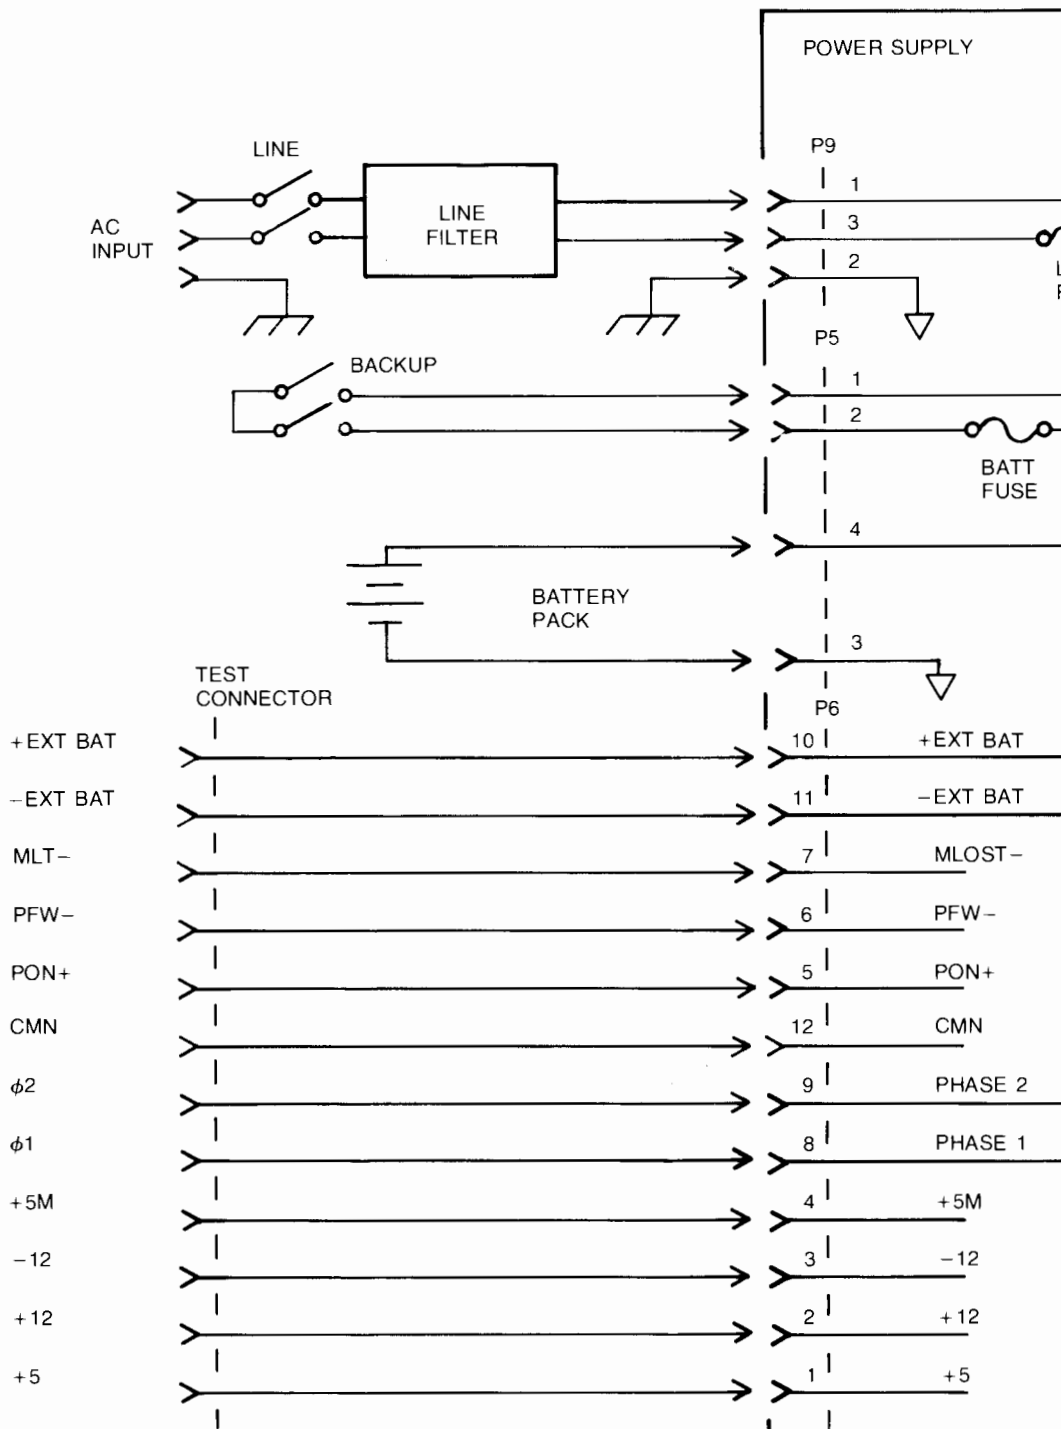 POWER SUPPLY
P9
LINE
1
AC
INPUT
LINE
FILTER
3
2
P5
BACKUP
1
2
BATT
FUSE
4
BATTERY
PACK
3
TEST
CONNECTOR
P6
+EXT BAT 10 +EXT BAT
−EXT BAT 11 −EXT BAT
MLT− 7 MLOST−
PFW− 6 PFW−
PON+ 5 PON+
CMN 12 CMN
ϕ2 9 PHASE 2
ϕ1 8 PHASE 1
+5M 4 +5M
−12 3 −12
+12 2 +12
+5 1 +5